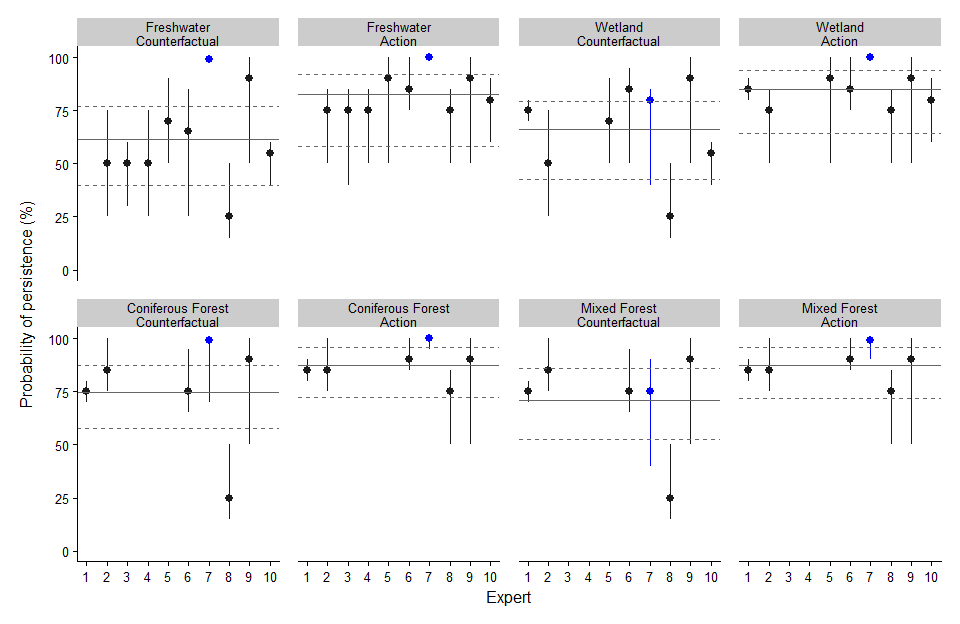 Freshwater
Counterfactual
Freshwater
Action
Wetland
Counterfactual
Wetland
Action
100
75
50
25
0
Coniferous Forest
Counterfactual
Coniferous Forest
Action
Mixed Forest
Counterfactual
Mixed Forest
Action
100
75
50
25
0
Probability of persistence (%)
1 2 3 4 5 6 7 8 9 10
1 2 3 4 5 6 7 8 9 10
1 2 3 4 5 6 7 8 9 10
1 2 3 4 5 6 7 8 9 10
Expert